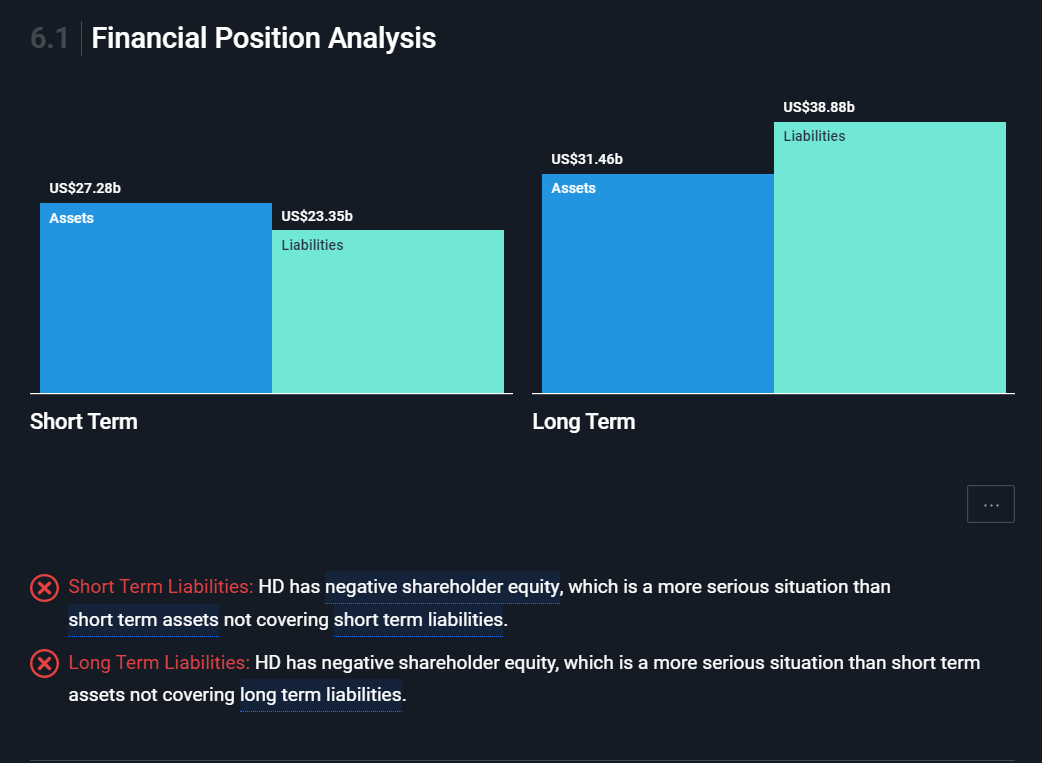 6.1 Financial Position Analysis
US$38.88b
Liabilities
US$31.46b
Assets
US$27.28b
Assets
US$23.35b
Liabilities
Short Term
Long Term
...
Short Term Liabilities: HD has negative shareholder equity, which is a more serious situation than
short term assets not covering short term liabilities.
Long Term Liabilities: HD has negative shareholder equity, which is a more serious situation than short term
assets not covering long term liabilities.